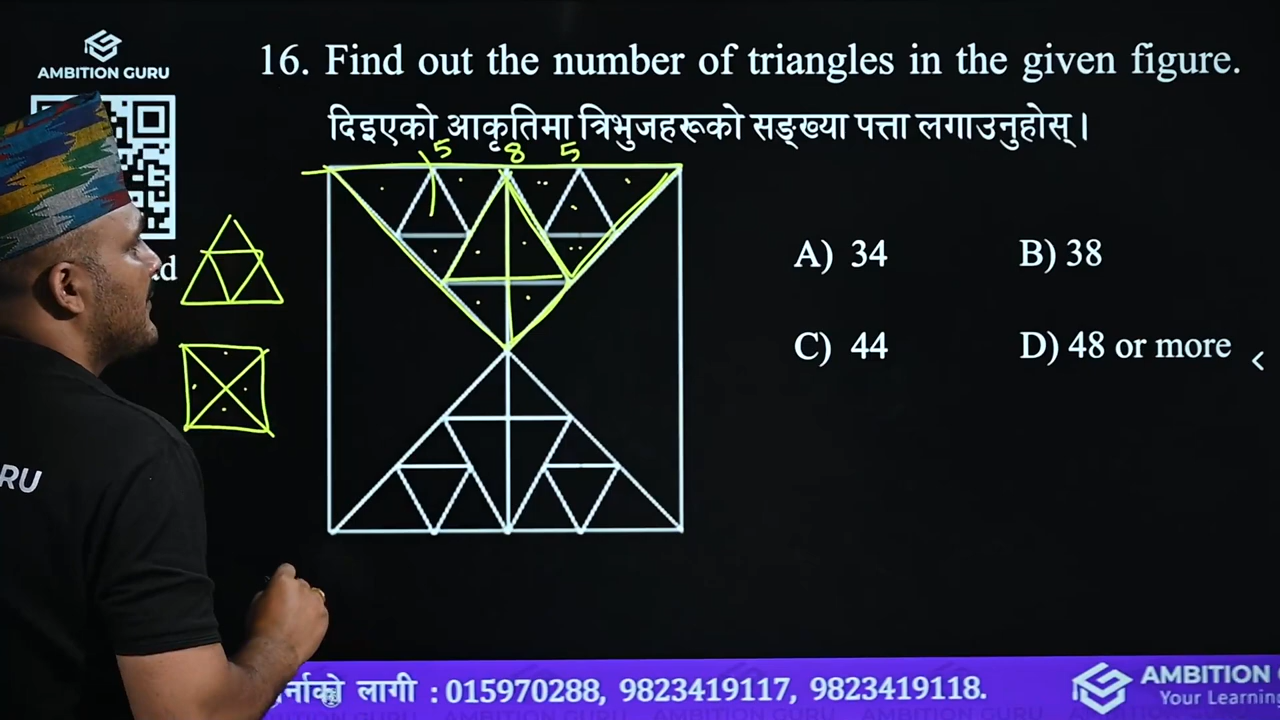 AMBITION GURU
16. Find out the number of triangles in the given figure.
दिइएको आकृतिमा त्रिभुजहरूको सङ्ख्या पत्ता लगाउनुहोस् ।
5 8 5
A) 34
B) 38
C) 44
D) 48 or more
RU
: 015970288, 9823419117, 9823419118.
लागी
AMBITION
Your Learning